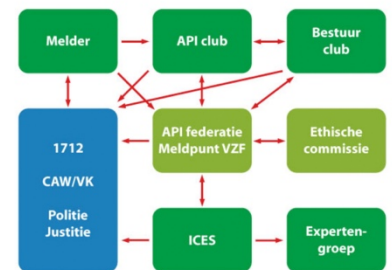 Melder
API club
Bestuur
club
1712
CAW/VK
Politie
Justitie
API federatie
Meldpunt VZF
Ethische
commissie
ICES
Experten-
groep